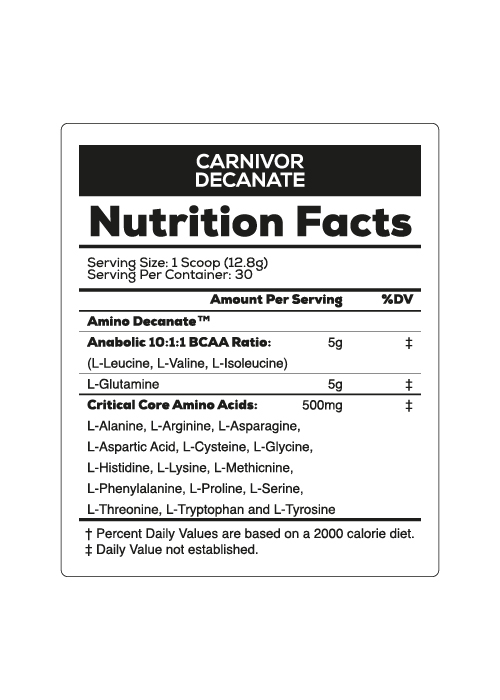 CARNIVOR
DECANATE
Nutrition Facts
Serving Size: 1 Scoop (12.8g)
Serving Per Container: 30
Amount Per Serving %DV
Amino Decanate™
Anabolic 10:1:1 BCAA Ratio: 5g ‡
(L-Leucine, L-Valine, L-Isoleucine)
L-Glutamine 5g ‡
Critical Core Amino Acids: 500mg ‡
L-Alanine, L-Arginine, L-Asparagine,
L-Aspartic Acid, L-Cysteine, L-Glycine,
L-Histidine, L-Lysine, L-Methicnine,
L-Phenylalanine, L-Proline, L-Serine,
L-Threonine, L-Tryptophan and L-Tyrosine
† Percent Daily Values are based on a 2000 calorie diet.
‡ Daily Value not established.